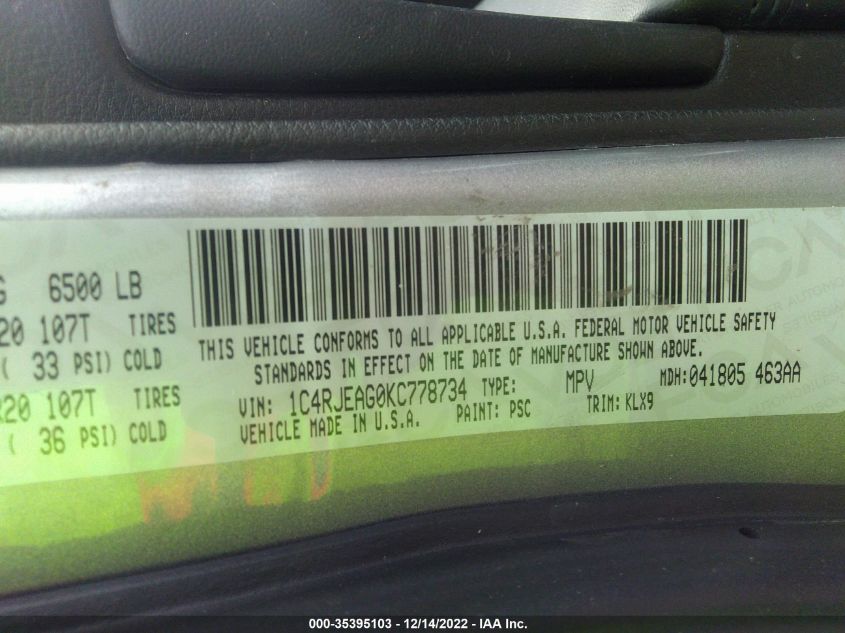 G 6500 LB
20 107T TIRES
( 33 PSI) COLD
R20 107T TIRES
( 36 PSI) COLD
THIS VEHICLE CONFORMS TO ALL APPLICABLE U.S.A. FEDERAL MOTOR VEHICLE SAFETY
STANDARDS IN EFFECT ON THE DATE OF MANUFACTURE SHOWN ABOVE.
VIN: 1C4RJEAG0KC778734 TYPE: MPV MDH:041805 463AA
VEHICLE MADE IN U.S.A. PAINT: PSC TRIM: KLX9
000-35395103 - 12/14/2022 - IAA Inc.